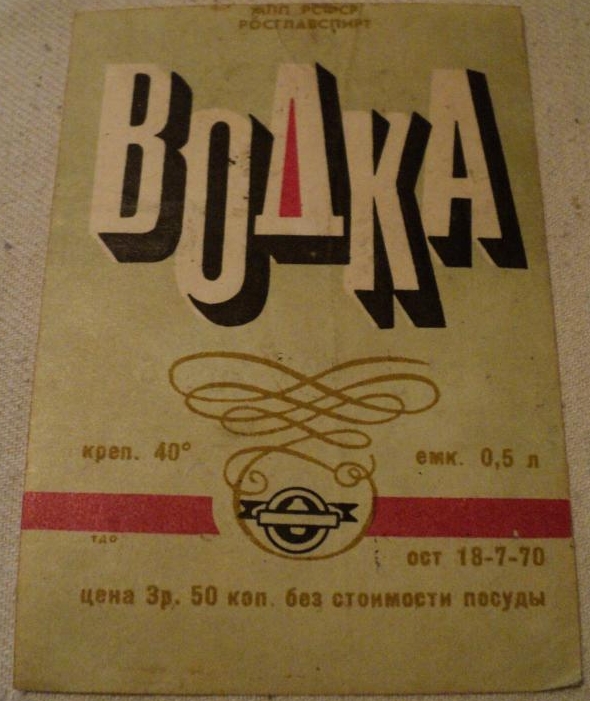 МПП РСФСР
РОСГЛАВСПИРТ
ВОДКА
креп. 40° емк. 0,5 л
ТДО
ост 18-7-70
цена 3р. 50 коп. без стоимости посуды